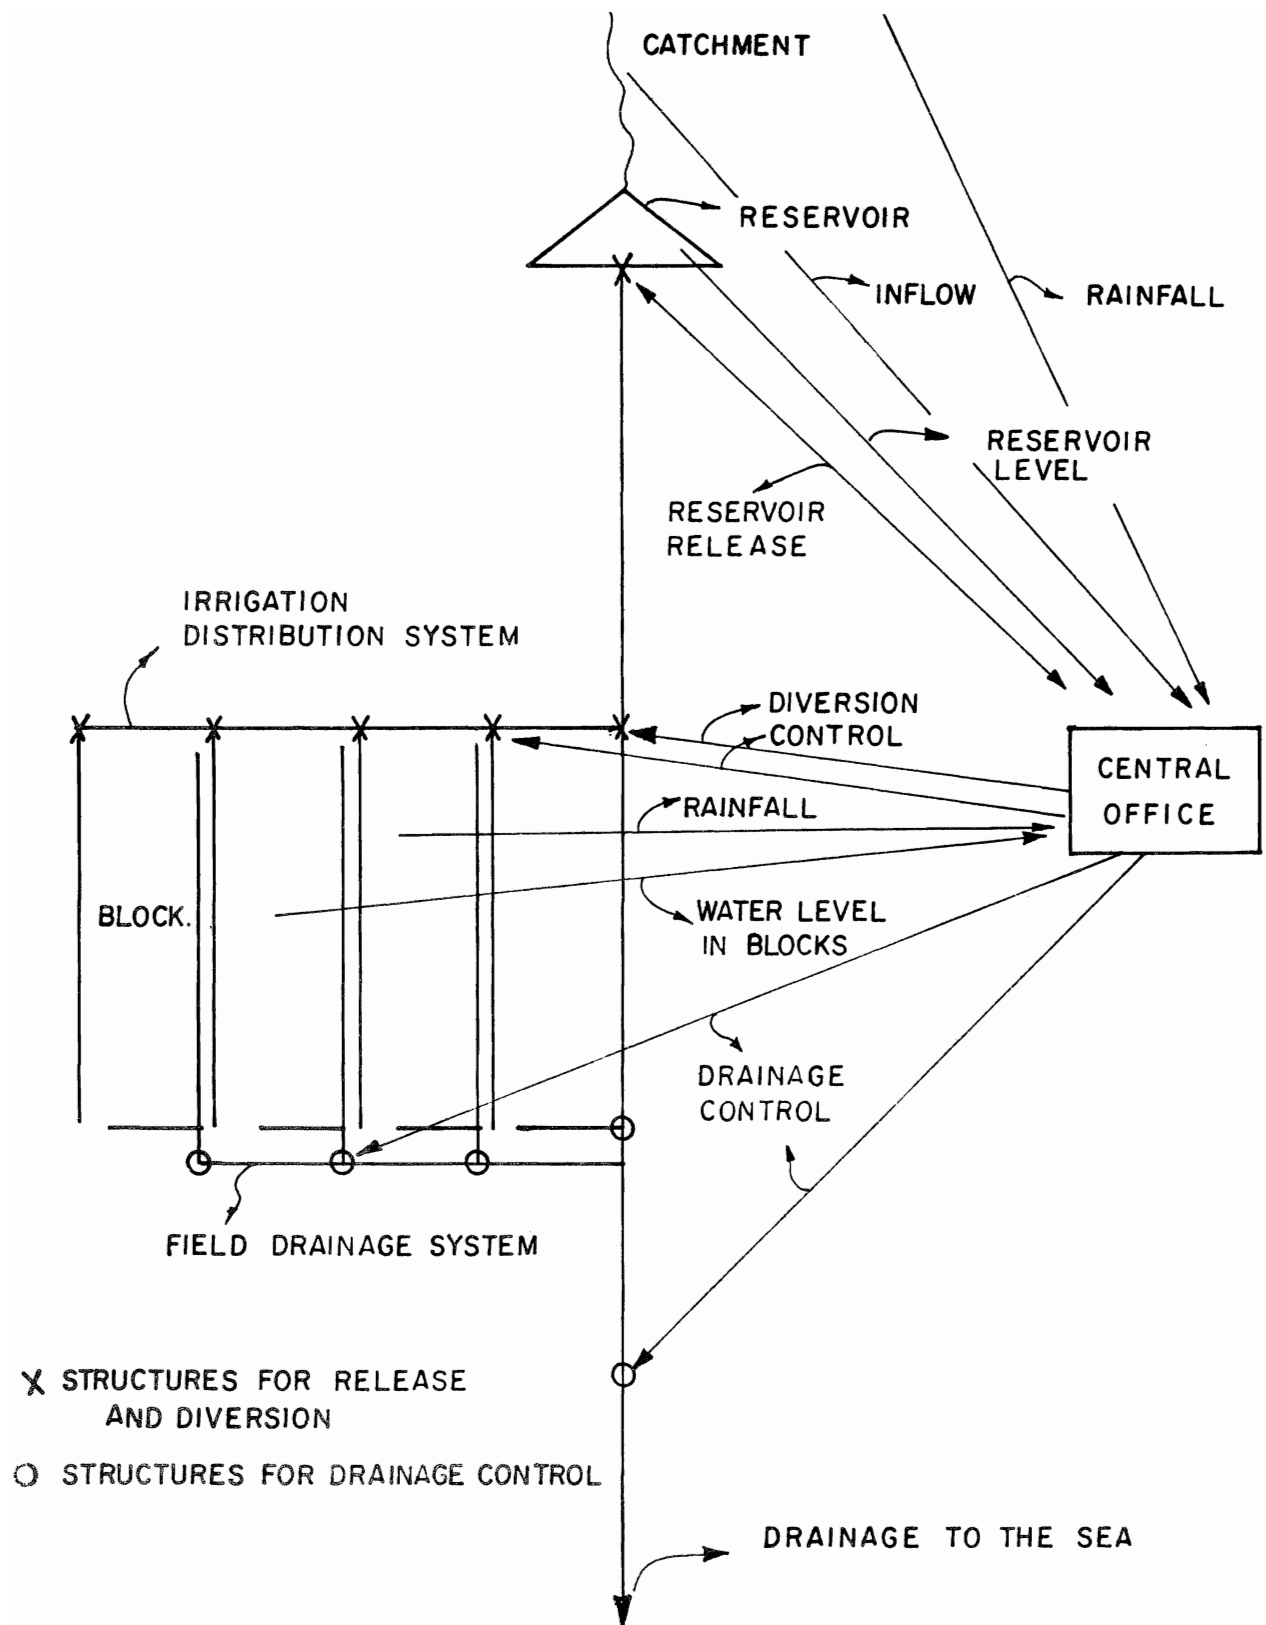 CATCHMENT
RESERVOIR
INFLOW
RAINFALL
RESERVOIR
LEVEL
RESERVOIR
RELEASE
IRRIGATION
DISTRIBUTION SYSTEM
DIVERSION
CONTROL
CENTRAL
OFFICE
RAINFALL
BLOCK.
WATER LEVEL
IN BLOCKS
DRAINAGE
CONTROL
FIELD DRAINAGE SYSTEM
X STRUCTURES FOR RELEASE
AND DIVERSION
O STRUCTURES FOR DRAINAGE CONTROL
DRAINAGE TO THE SEA